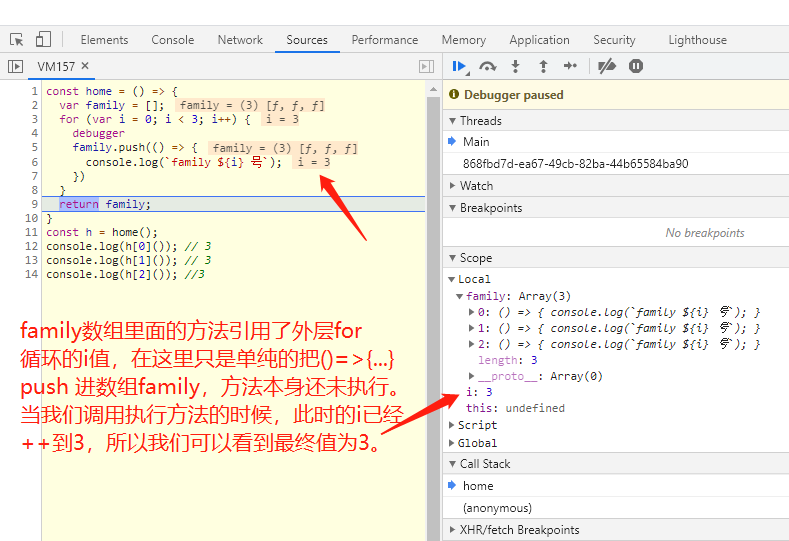 Elements Console Network Sources Performance Memory Application Security Lighthouse
VM157 ×
1 const home = () => {
2 var family = []; family = (3) [ƒ, ƒ, ƒ]
3 for (var i = 0; i < 3; i++) { i = 3
4 debugger
5 family.push(() => { family = (3) [ƒ, ƒ, ƒ]
6 console.log(`family ${i} 号`); i = 3
7 })
8 }
9 return family;
10 }
11 const h = home();
12 console.log(h[0]()); // 3
13 console.log(h[1]()); // 3
14 console.log(h[2]()); //3
family数组里面的方法引用了外层for
循环的i值，在这里只是单纯的把()=>{...}
push 进数组family，方法本身还未执行。
当我们调用执行方法的时候，此时的i已经
++到3，所以我们可以看到最终值为3。
Debugger paused
Threads
Main
868fbd7d-ea67-49cb-82ba-44b65584ba90
Watch
Breakpoints
No breakpoints
Scope
Local
family: Array(3)
0: () => { console.log(`family ${i} 号`); }
1: () => { console.log(`family ${i} 号`); }
2: () => { console.log(`family ${i} 号`); }
length: 3
__proto__: Array(0)
i: 3
this: undefined
Script
Global
Call Stack
home
(anonymous)
XHR/fetch Breakpoints